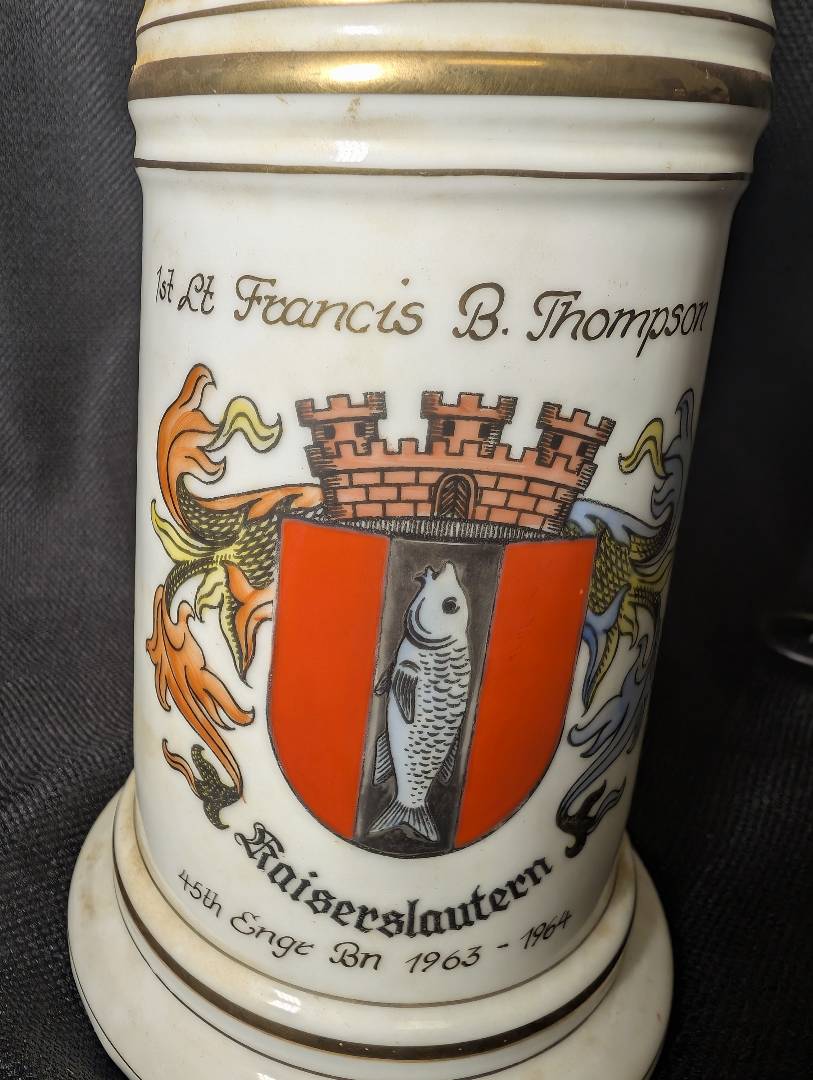 1st Lt Francis B. Thompson
Kaiserslautern
45th Engr Bn 1963 - 1964